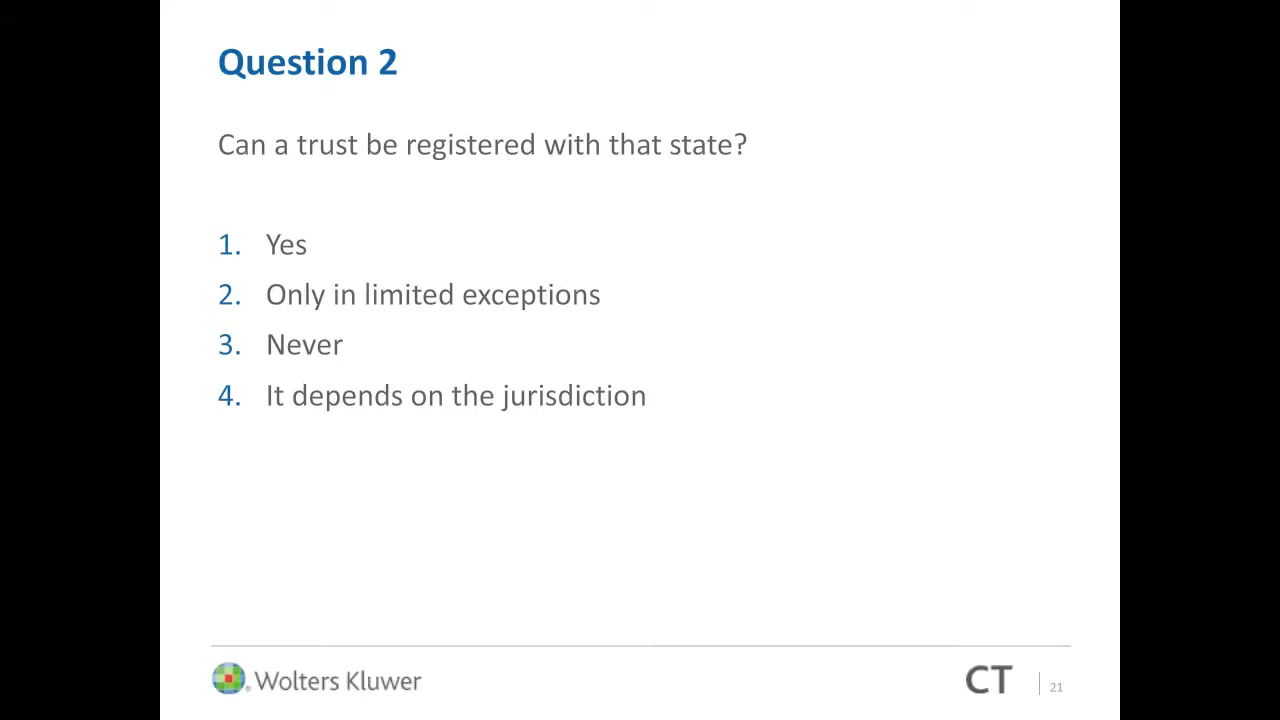 Question 2
Can a trust be registered with that state?
1. Yes
2. Only in limited exceptions
3. Never
4. It depends on the jurisdiction
Wolters Kluwer
CT
21